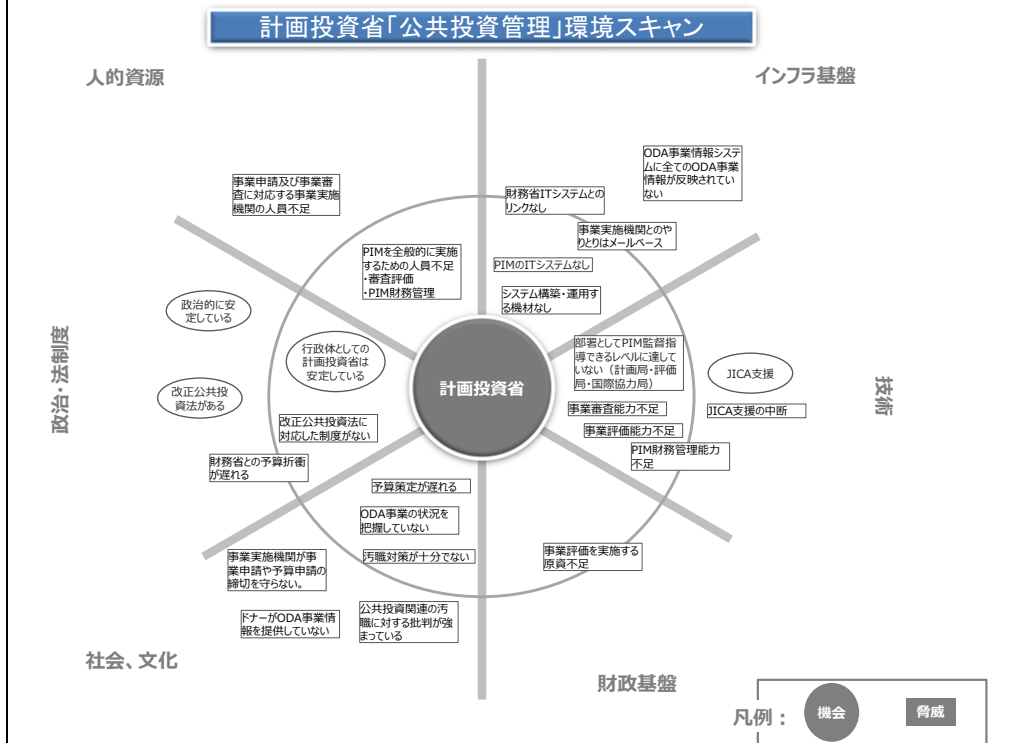 計画投資省「公共投資管理」環境スキャン
人的資源
インフラ基盤
ODA事業情報システ
ムに全てのODA事業
情報が反映されてい
ない
事業申請及び事業審
査に対応する事業実施
機関の人員不足
財務省ITシステムとの
リンクなし
事業実施機関とのや
りとりはメールベース
PIMを全般的に実施
するための人員不足
・審査評価
・PIM財務管理
PIMのITシステムなし
システム構築・運用す
る機材なし
政治的に安
定している
行政体としての
計画投資省は
安定している
計画投資省
部署としてPIM監督指
導できるレベルに達して
いない（計画局・評価
局・国際協力局）
JICA支援
政治・法制度
技術
改正公共投
資法がある
JICA支援の中断
事業審査能力不足
改正公共投資法に
対応した制度がない
事業評価能力不足
PIM財務管理能力
不足
財務省との予算折衝
が遅れる
予算策定が遅れる
ODA事業の状況を
把握していない
汚職対策が十分でない
事業評価を実施する
原資不足
事業実施機関が事
業申請や予算申請の
締切を守らない。
ドナーがODA事業情
報を提供していない
公共投資関連の汚
職に対する批判が強
まっている
社会、文化
財政基盤
凡例：
機会
脅威